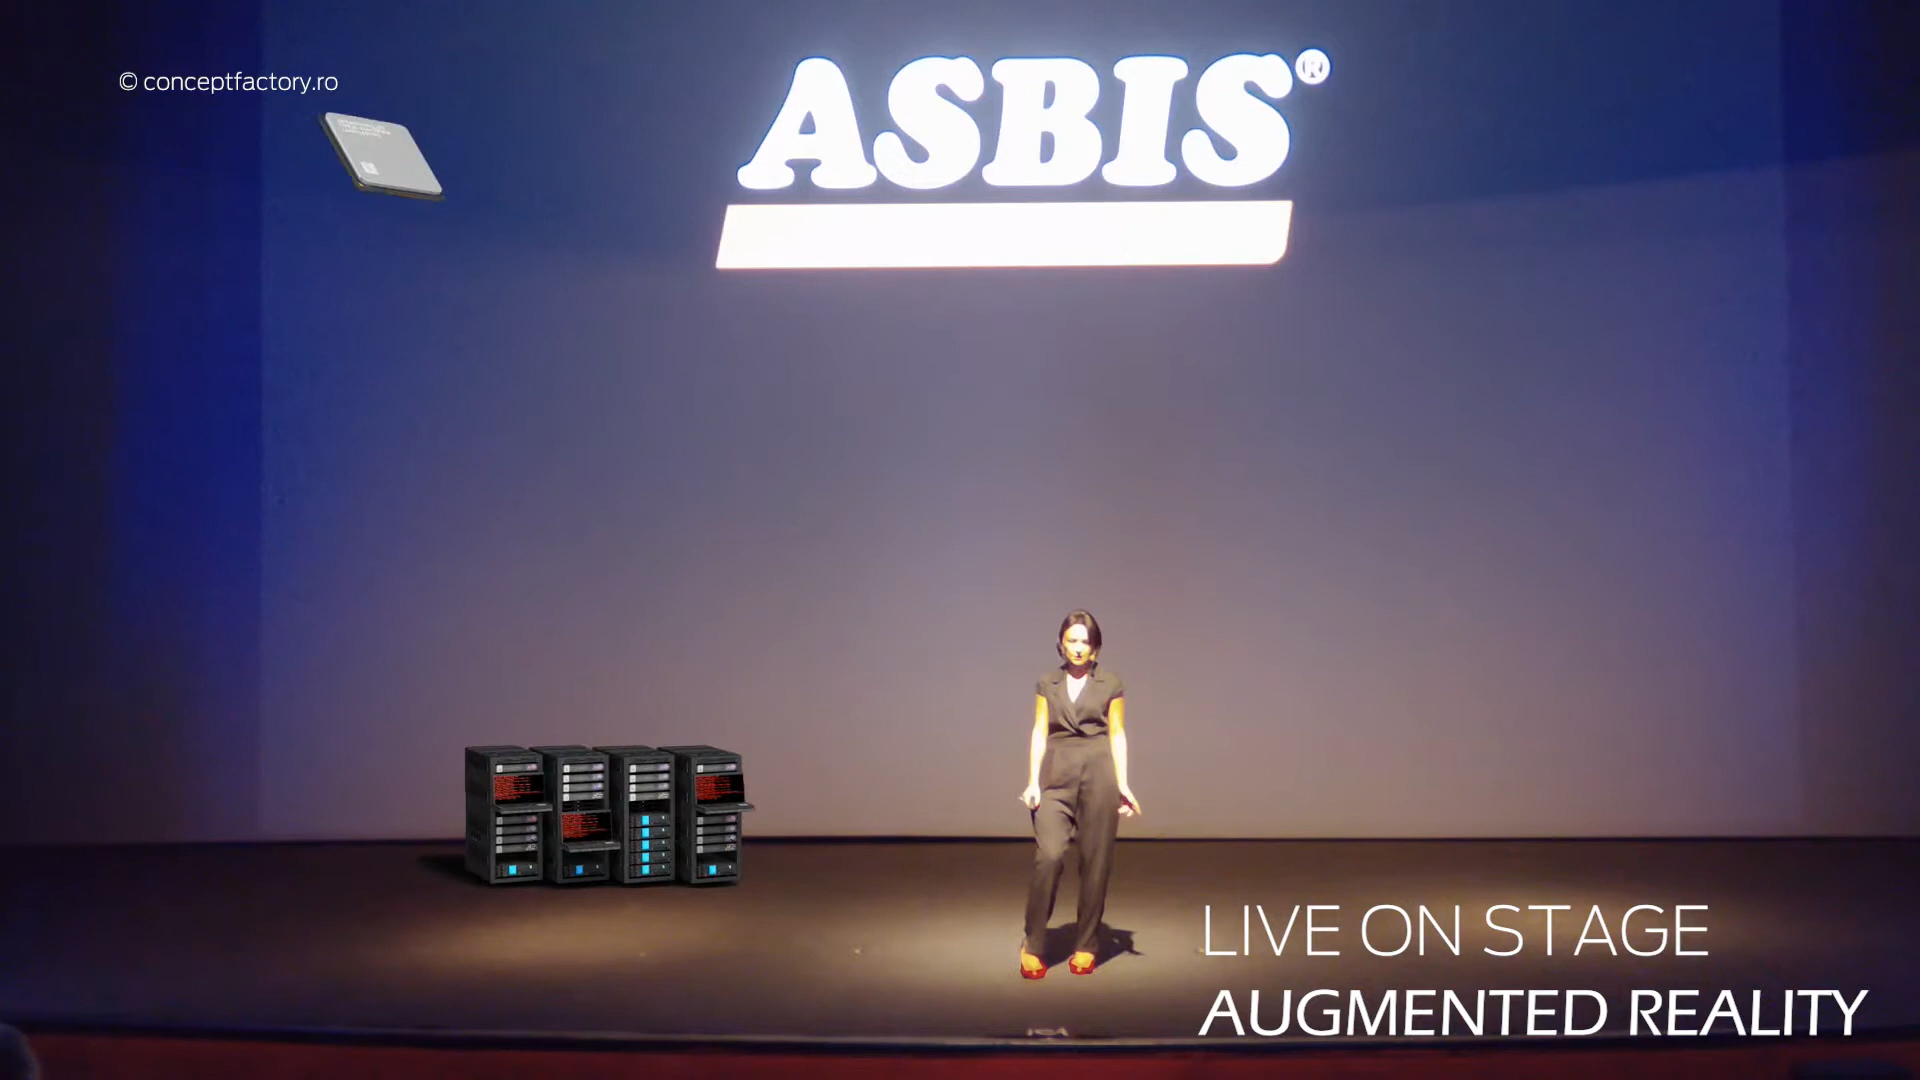 © conceptfactory.ro
ASBIS®
LIVE ON STAGE
AUGMENTED REALITY